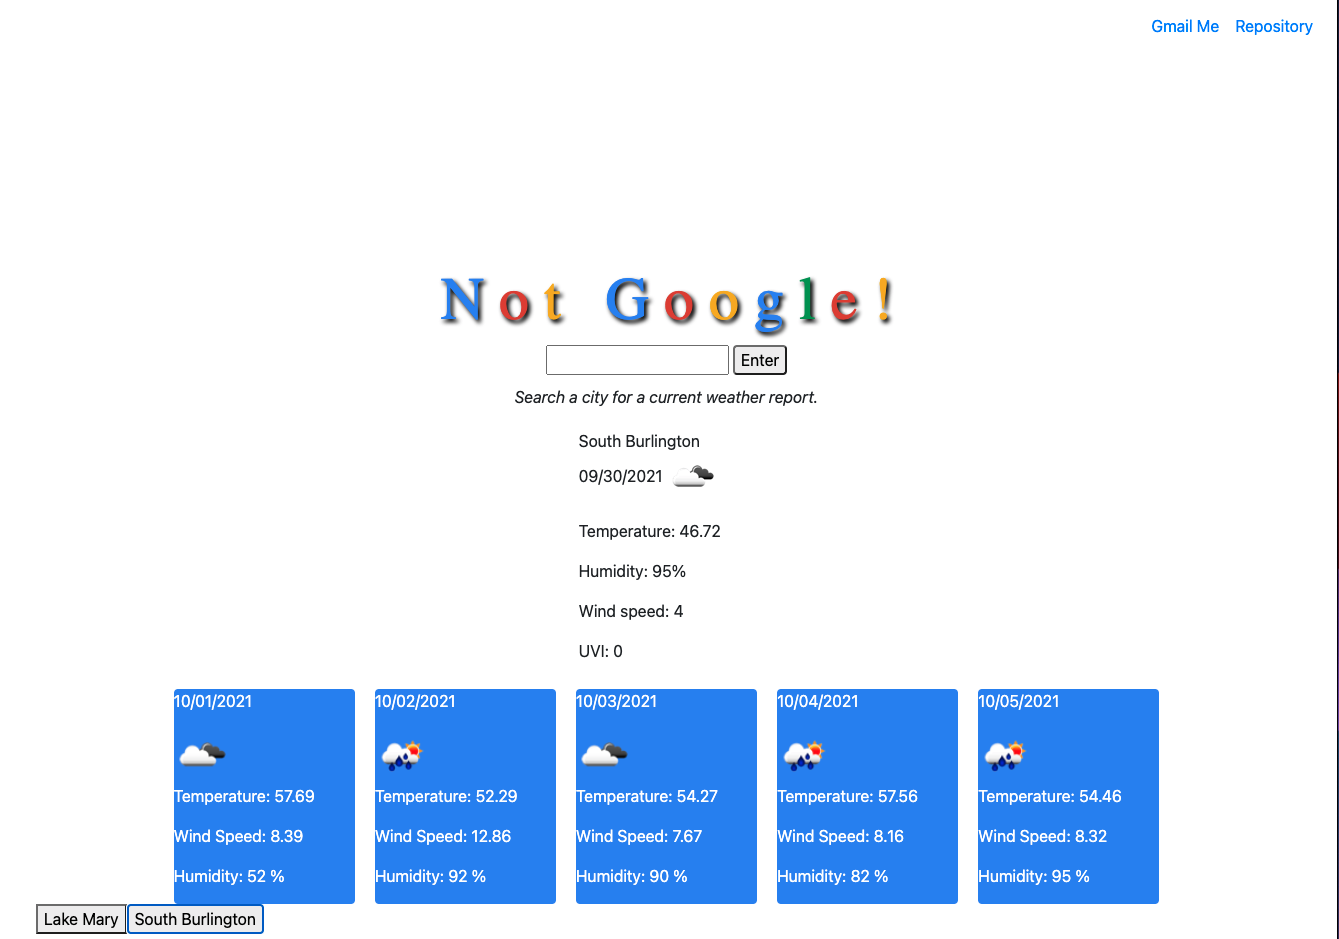 Gmail Me Repository
Not Google!
Enter
Search a city for a current weather report.
South Burlington
09/30/2021
Temperature: 46.72
Humidity: 95%
Wind speed: 4
UVI: 0
10/01/2021
Temperature: 57.69
Wind Speed: 8.39
Humidity: 52 %
10/02/2021
Temperature: 52.29
Wind Speed: 12.86
Humidity: 92 %
10/03/2021
Temperature: 54.27
Wind Speed: 7.67
Humidity: 90 %
10/04/2021
Temperature: 57.56
Wind Speed: 8.16
Humidity: 82 %
10/05/2021
Temperature: 54.46
Wind Speed: 8.32
Humidity: 95 %
Lake Mary South Burlington